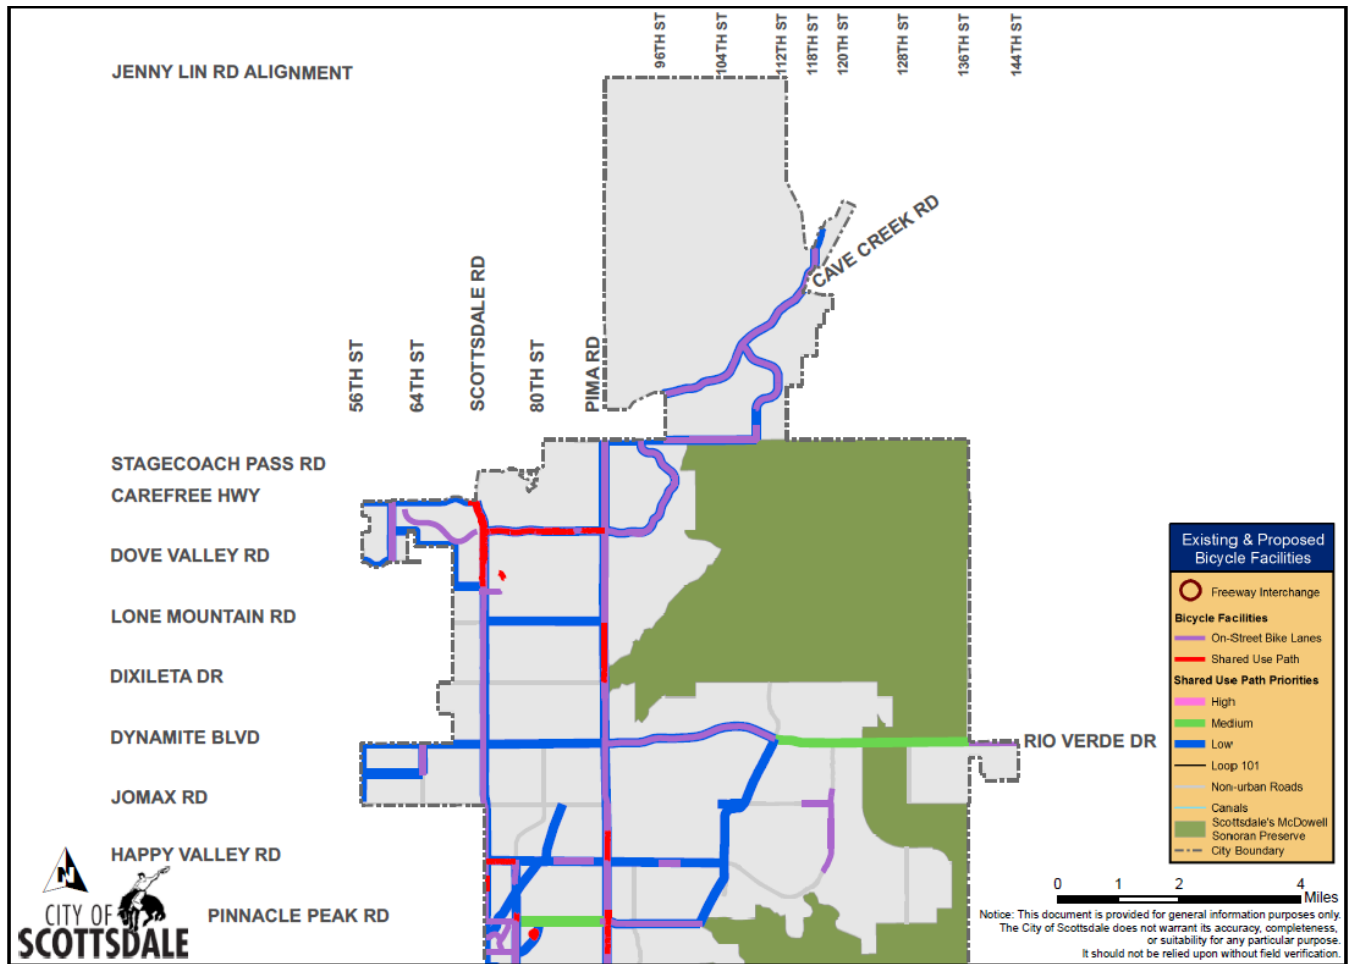 96TH ST
104TH ST
112TH ST
118TH ST
120TH ST
128TH ST
136TH ST
144TH ST
JENNY LIN RD ALIGNMENT
CAVE CREEK RD
56TH ST
64TH ST
SCOTTSDALE RD
80TH ST
PIMA RD
STAGECOACH PASS RD
CAREFREE HWY
DOVE VALLEY RD
LONE MOUNTAIN RD
DIXILETA DR
DYNAMITE BLVD
RIO VERDE DR
JOMAX RD
HAPPY VALLEY RD
PINNACLE PEAK RD
N
CITY OF
SCOTTSDALE
Existing & Proposed
Bicycle Facilities
Freeway Interchange
Bicycle Facilities
On-Street Bike Lanes
Shared Use Path
Shared Use Path Priorities
High
Medium
Low
Loop 101
Non-urban Roads
Canals
Scottsdale's McDowell
Sonoran Preserve
City Boundary
0 1 2 4
Miles
Notice: This document is provided for general information purposes only.
The City of Scottsdale does not warrant its accuracy, completeness,
or suitability for any particular purpose.
It should not be relied upon without field verification.